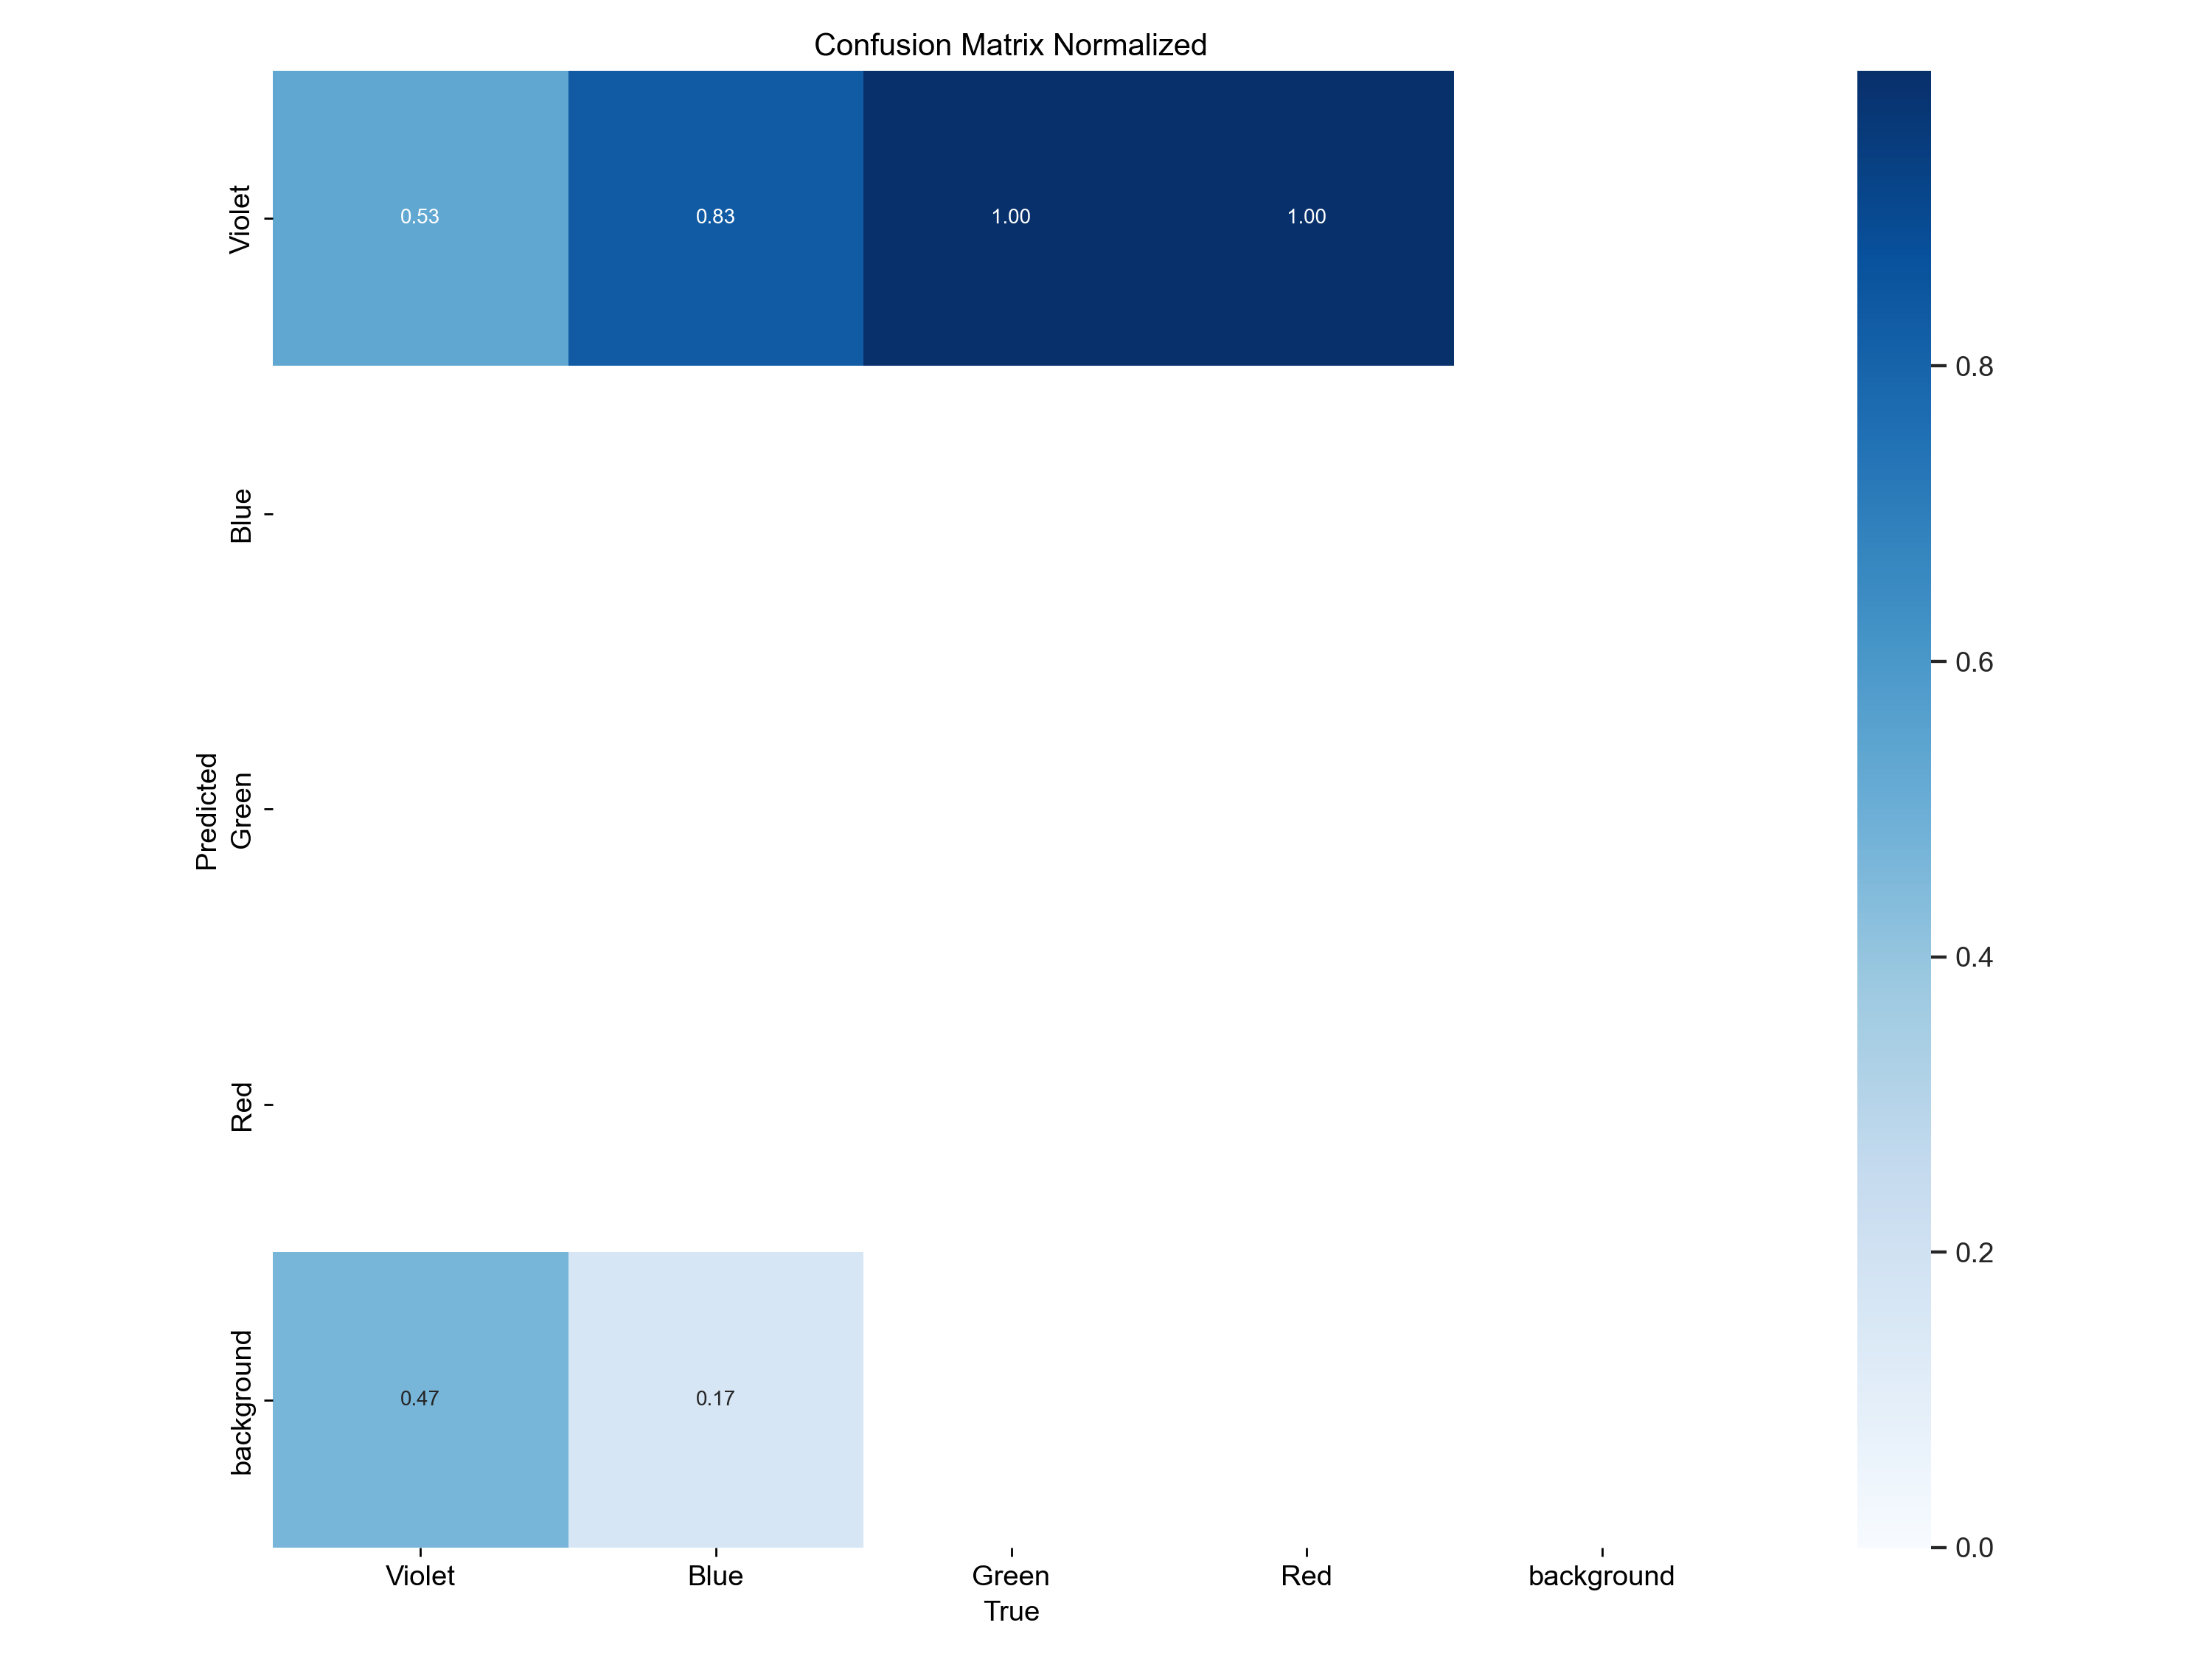 Confusion Matrix Normalized
Violet
0.53
0.83
1.00
1.00
Blue
Green
Red
background
0.47
0.17
Predicted
Violet
Blue
Green
Red
background
True
0.8
0.6
0.4
0.2
0.0